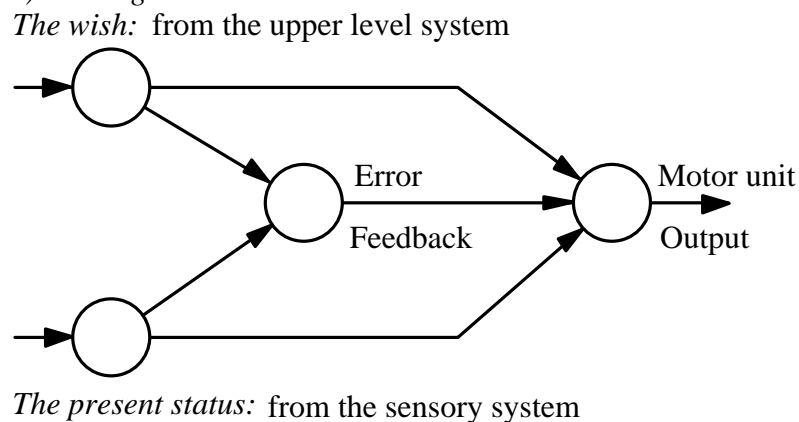 The wish: from the upper level system
Error
Motor unit
Feedback
Output
The present status: from the sensory system